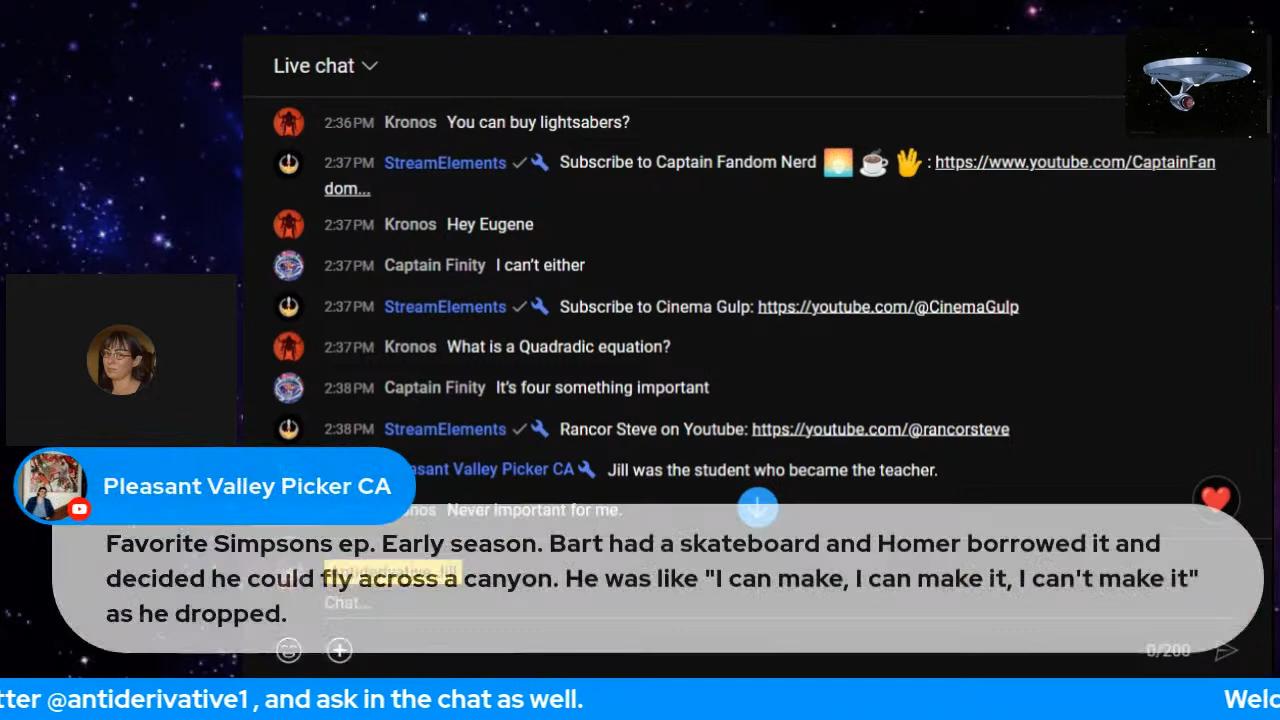 Live chat
2:36PM Kronos You can buy lightsabers?
2:37PM StreamElements Subscribe to Captain Fandom Nerd 🌅 ☕ 🖖 : https://www.youtube.com/CaptainFan
dom...
2:37PM Kronos Hey Eugene
2:37PM Captain Finity I can't either
2:37PM StreamElements Subscribe to Cinema Gulp: https://youtube.com/@CinemaGulp
2:37PM Kronos What is a Quadradic equation?
2:38PM Captain Finity It's four something important
2:38PM StreamElements Rancor Steve on Youtube: https://youtube.com/@rancorsteve
asant Valley Picker CA Jill was the student who became the teacher.
Pleasant Valley Picker CA
nos Never important for me.
Favorite Simpsons ep. Early season. Bart had a skateboard and Homer borrowed it and
decided he could fly across a canyon. He was like "I can make, I can make it, I can't make it"
as he dropped.
Chat...
0/200
tter @antiderivative1 , and ask in the chat as well.
Welc